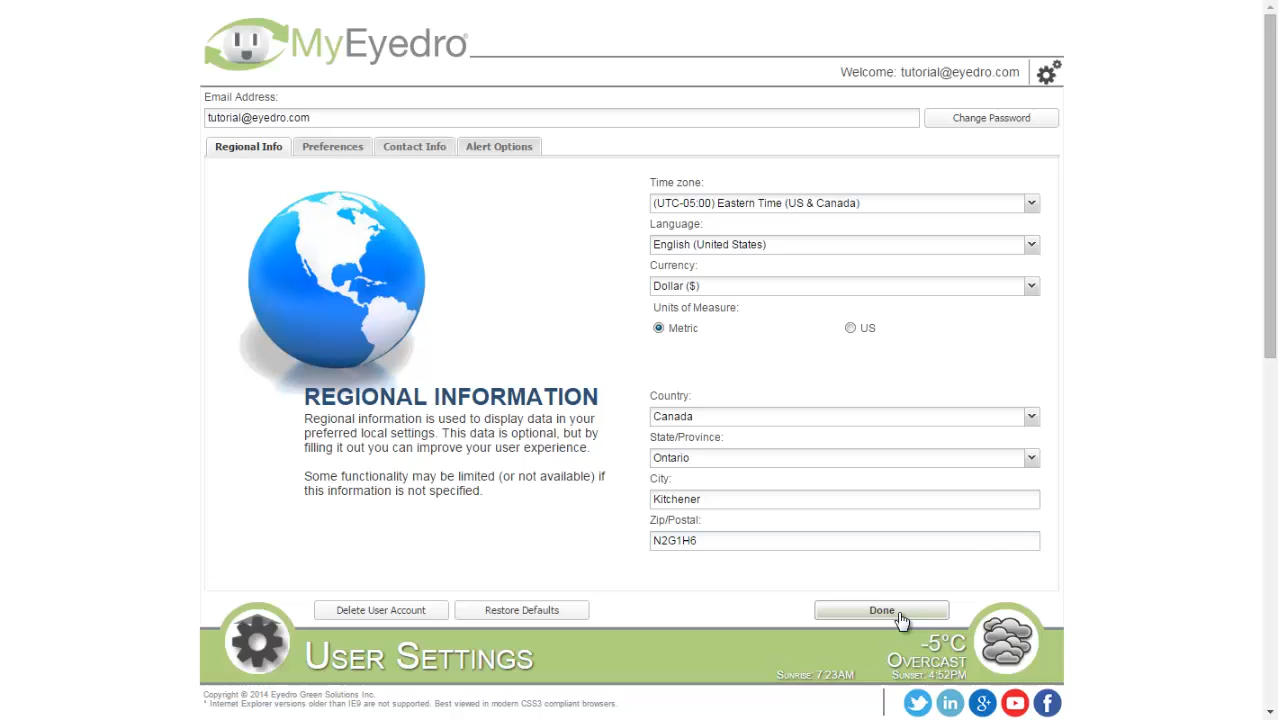 MyEyedro®
Welcome: tutorial@eyedro.com
Email Address:
tutorial@eyedro.com
Change Password
Regional Info
Preferences
Contact Info
Alert Options
Time zone:
(UTC-05:00) Eastern Time (US & Canada)
Language:
English (United States)
Currency:
Dollar ($)
Units of Measure:
Metric
US
REGIONAL INFORMATION
Regional information is used to display data in your
preferred local settings. This data is optional, but by
filling it out you can improve your user experience.
Some functionality may be limited (or not available) if
this information is not specified.
Country:
Canada
State/Province:
Ontario
City:
Kitchener
Zip/Postal:
N2G1H6
Delete User Account
Restore Defaults
Done
User Settings
-5°C
Overcast
Sunrise: 7:23AM
Sunset: 4:52PM
Copyright © 2014 Eyedro Green Solutions Inc.
* Internet Explorer versions older than IE9 are not supported. Best viewed in modern CSS3 compliant browsers.